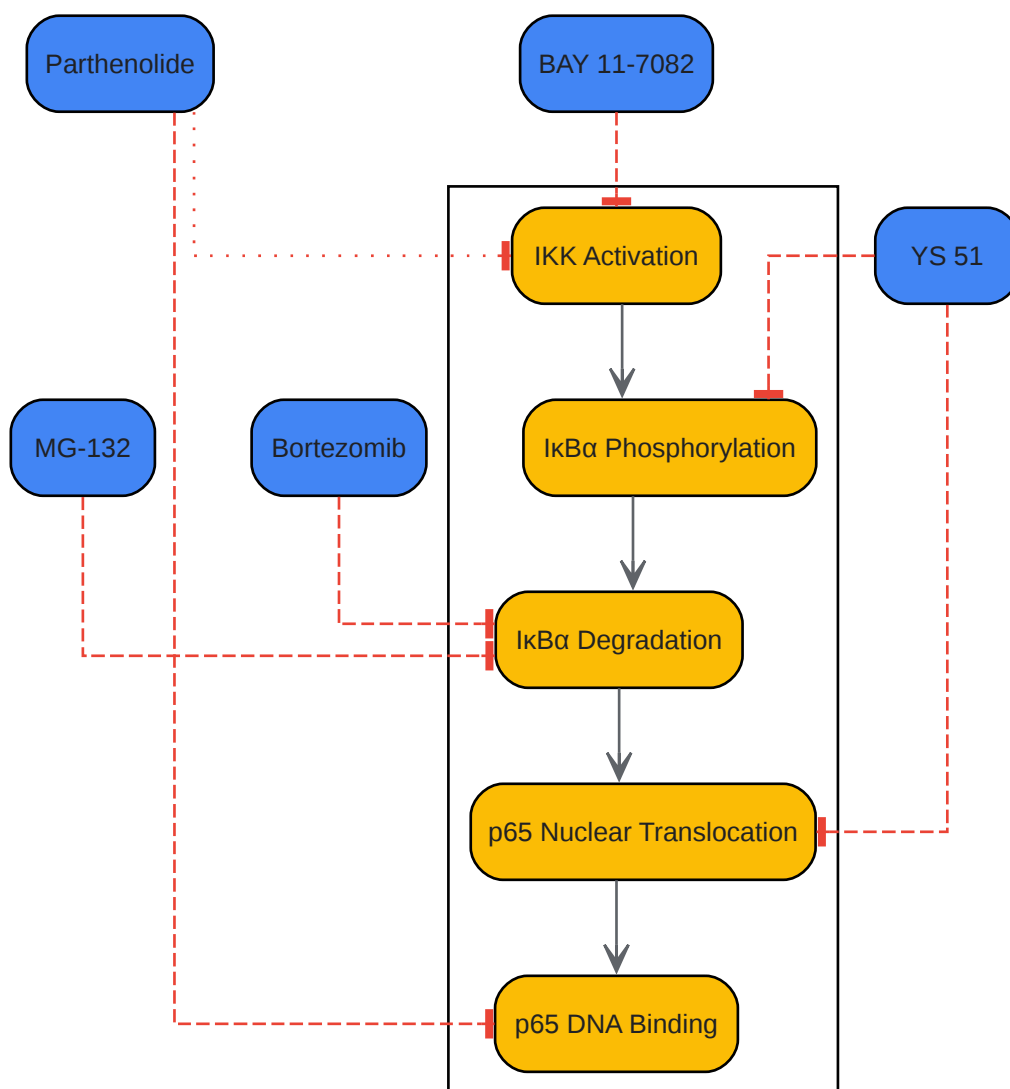 Parthenolide
BAY 11-7082
IKK Activation
YS 51
MG-132
Bortezomib
IκBα Phosphorylation
IκBα Degradation
p65 Nuclear Translocation
p65 DNA Binding